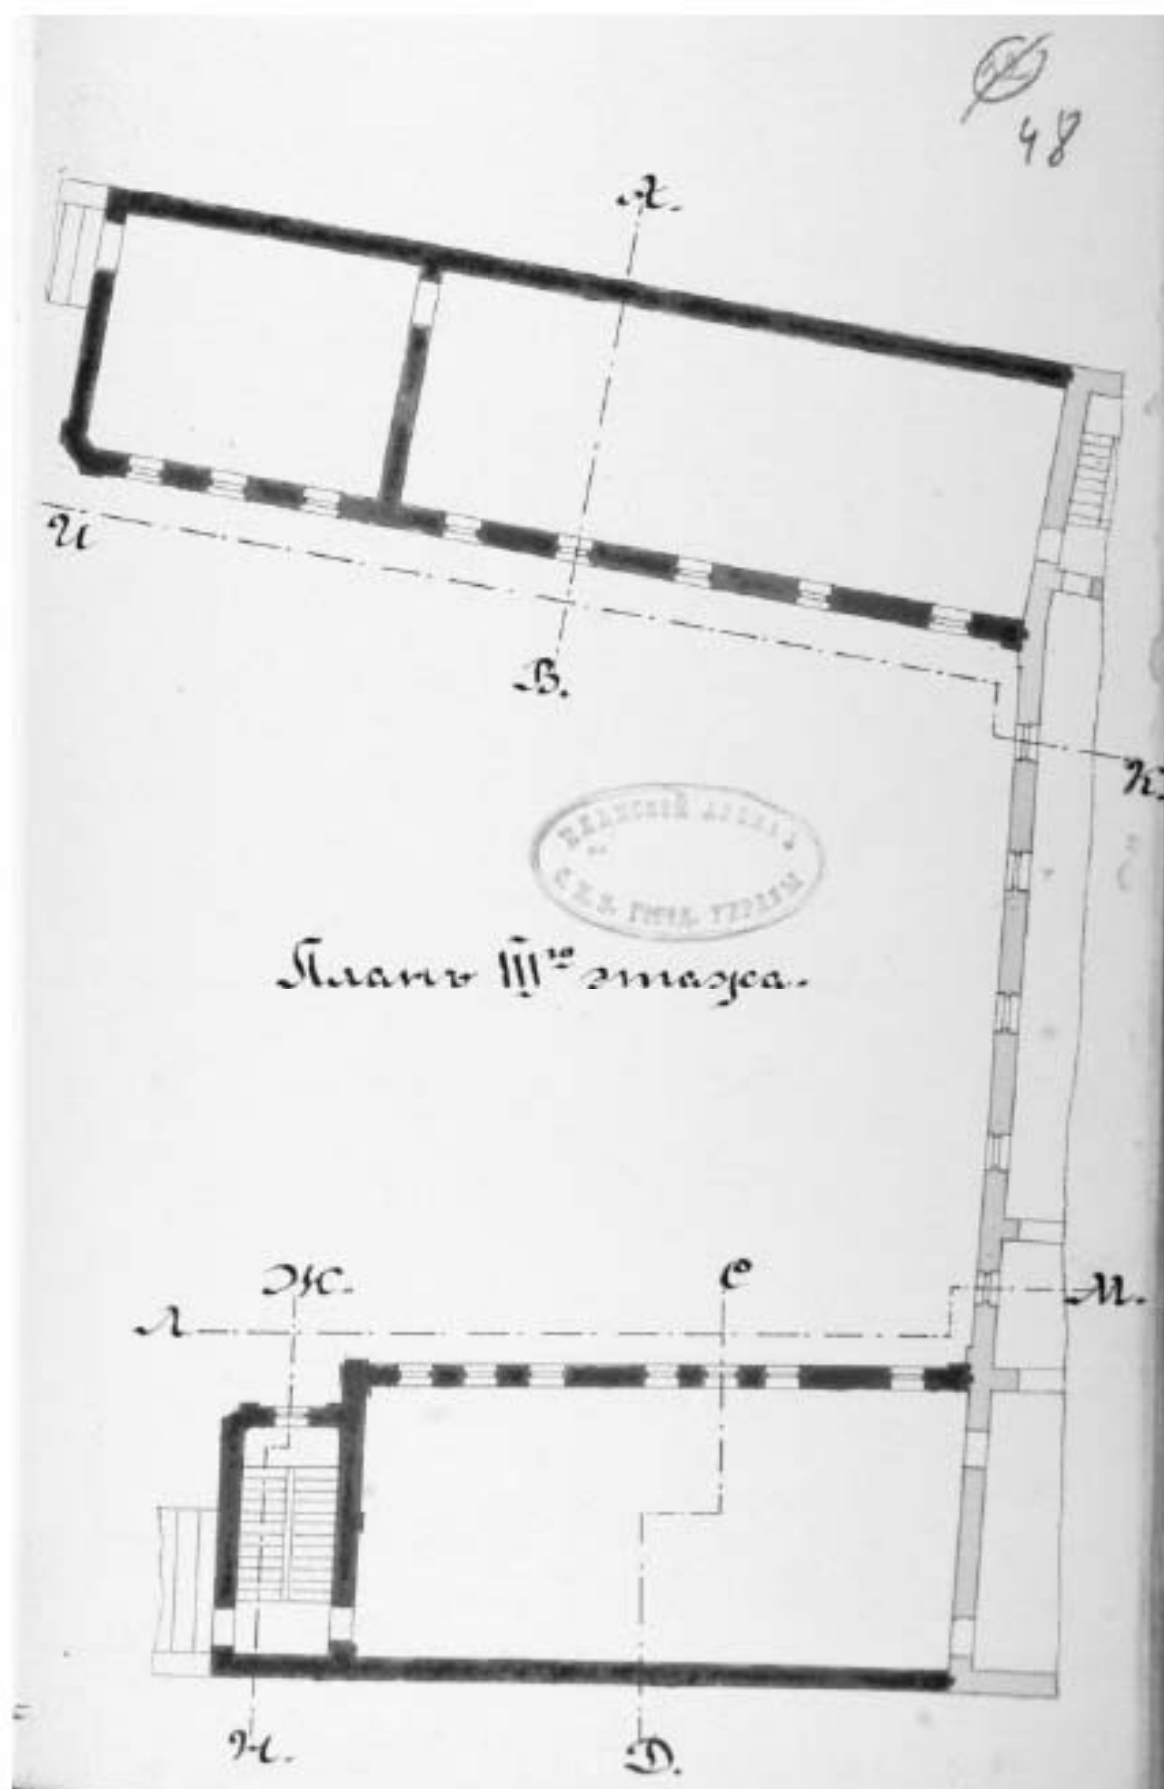 48
А.
И
В.
К.
Планъ III го этажа.
Ж.
С
Л
М.
Н.
D.